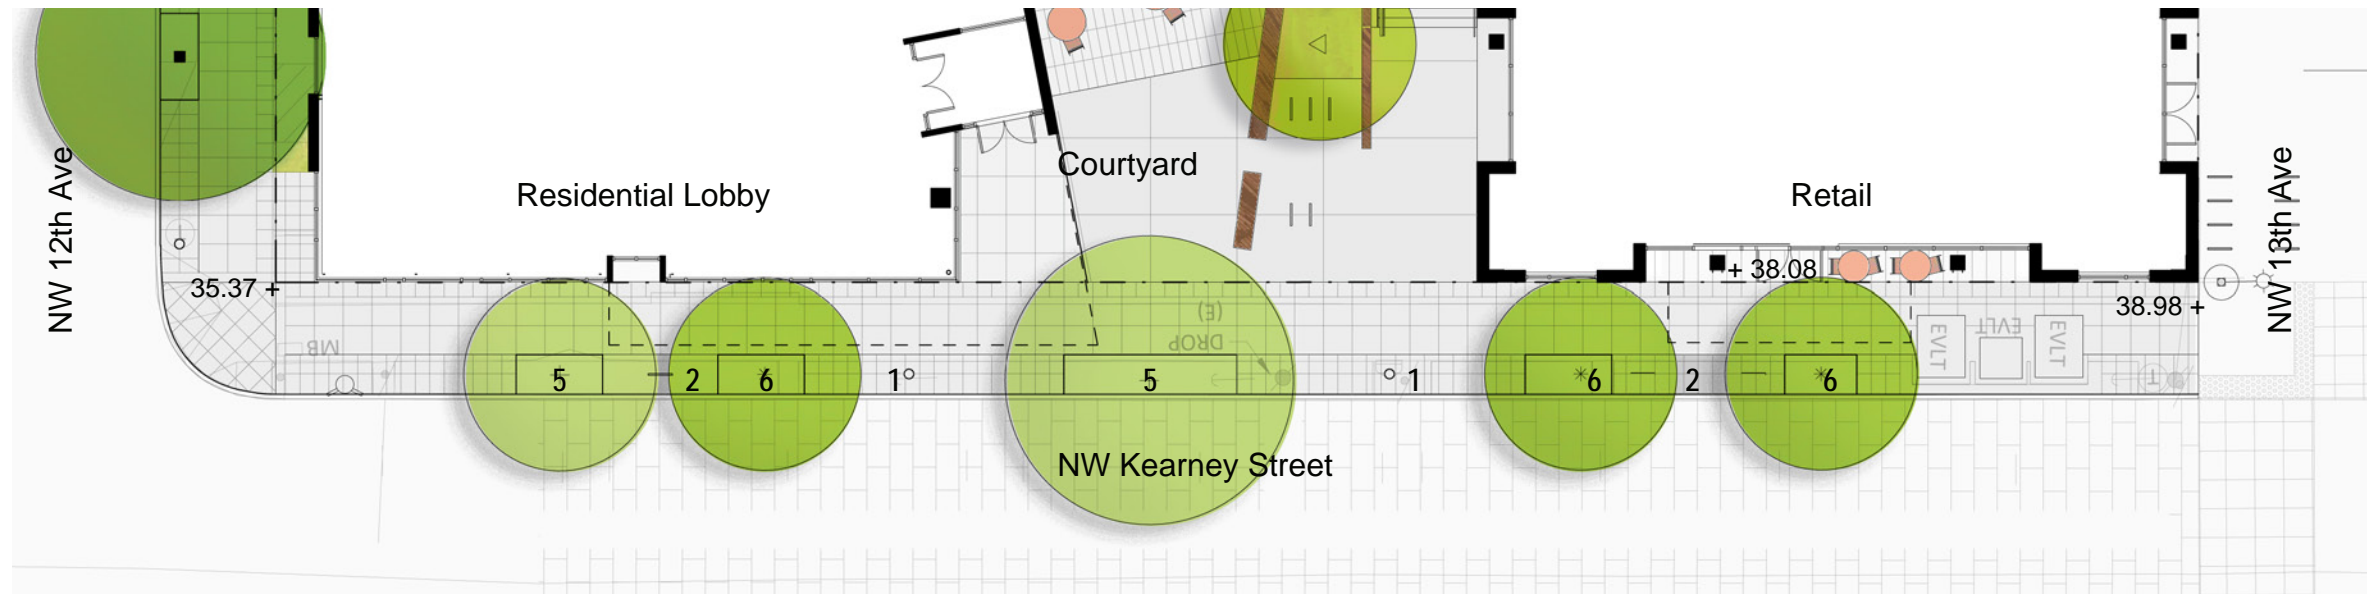 Courtyard
Residential Lobby
Retail
NW 12th Ave
NW 13th Ave
35.37 +
+ 38.08
38.98 +
(E)
DROP
MB
EVLT
EVLT
EVLT
T
5
2
6
1
5
1
6
2
6
NW Kearney Street